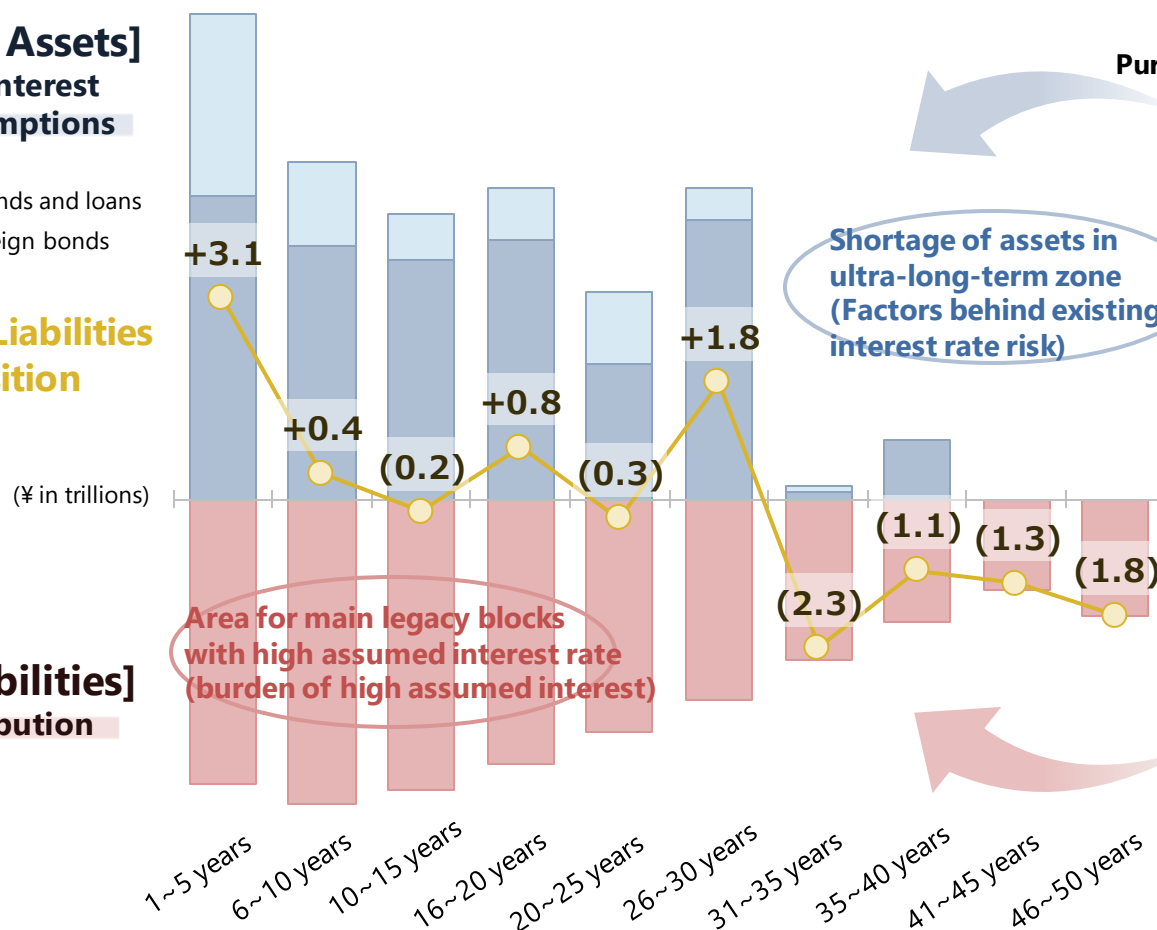 Assets]
nterest
mptions
nds and loans
eign bonds
Liabilities
ition
(¥ in trillions)
bilities]
bution
Pur
+3.1
+0.4
(0.2)
+0.8
(0.3)
+1.8
(2.3)
(1.1)
(1.3)
(1.8)
Shortage of assets in
ultra-long-term zone
(Factors behind existing
interest rate risk)
Area for main legacy blocks
with high assumed interest rate
(burden of high assumed interest)
1~5 years
6~10 years
10~15 years
16~20 years
20~25 years
26~30 years
31~35 years
35~40 years
41~45 years
46~50 years